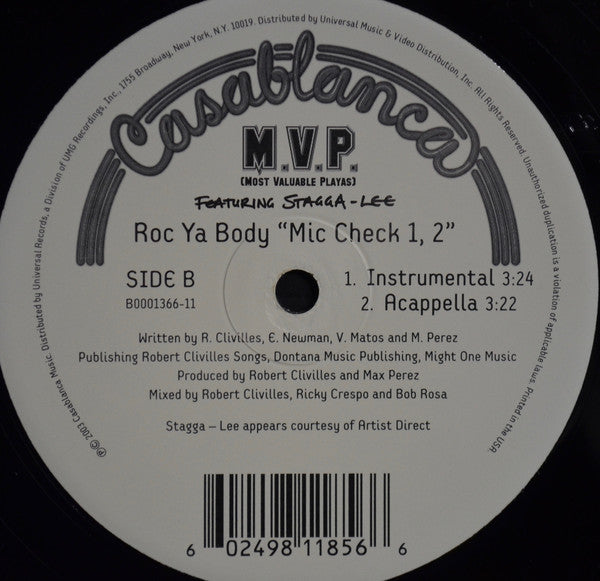 ℗© 2003 Casablanca Music. Distributed by Universal Records, a Division of UMG Recordings, Inc., 1755 Broadway, New York, N.Y. 10019. Distributed by Universal Music & Video Distribution, Inc. All Rights Reserved. Unauthorized duplication is a violation of applicable laws. Printed in the USA.
Casablanca
M.V.P.
(MOST VALUABLE PLAYAS)
FEATURING STAGGA-LEE
Roc Ya Body “Mic Check 1, 2”
SIDE B
B0001366-11
1. Instrumental 3:24
2. Acappella 3:22
Written by R. Clivilles, E. Newman, V. Matos and M. Perez
Publishing Robert Clivilles Songs, Dontana Music Publishing, Might One Music
Produced by Robert Clivilles and Max Perez
Mixed by Robert Clivilles, Ricky Crespo and Bob Rosa
Stagga – Lee appears courtesy of Artist Direct
6 02498 11856 6